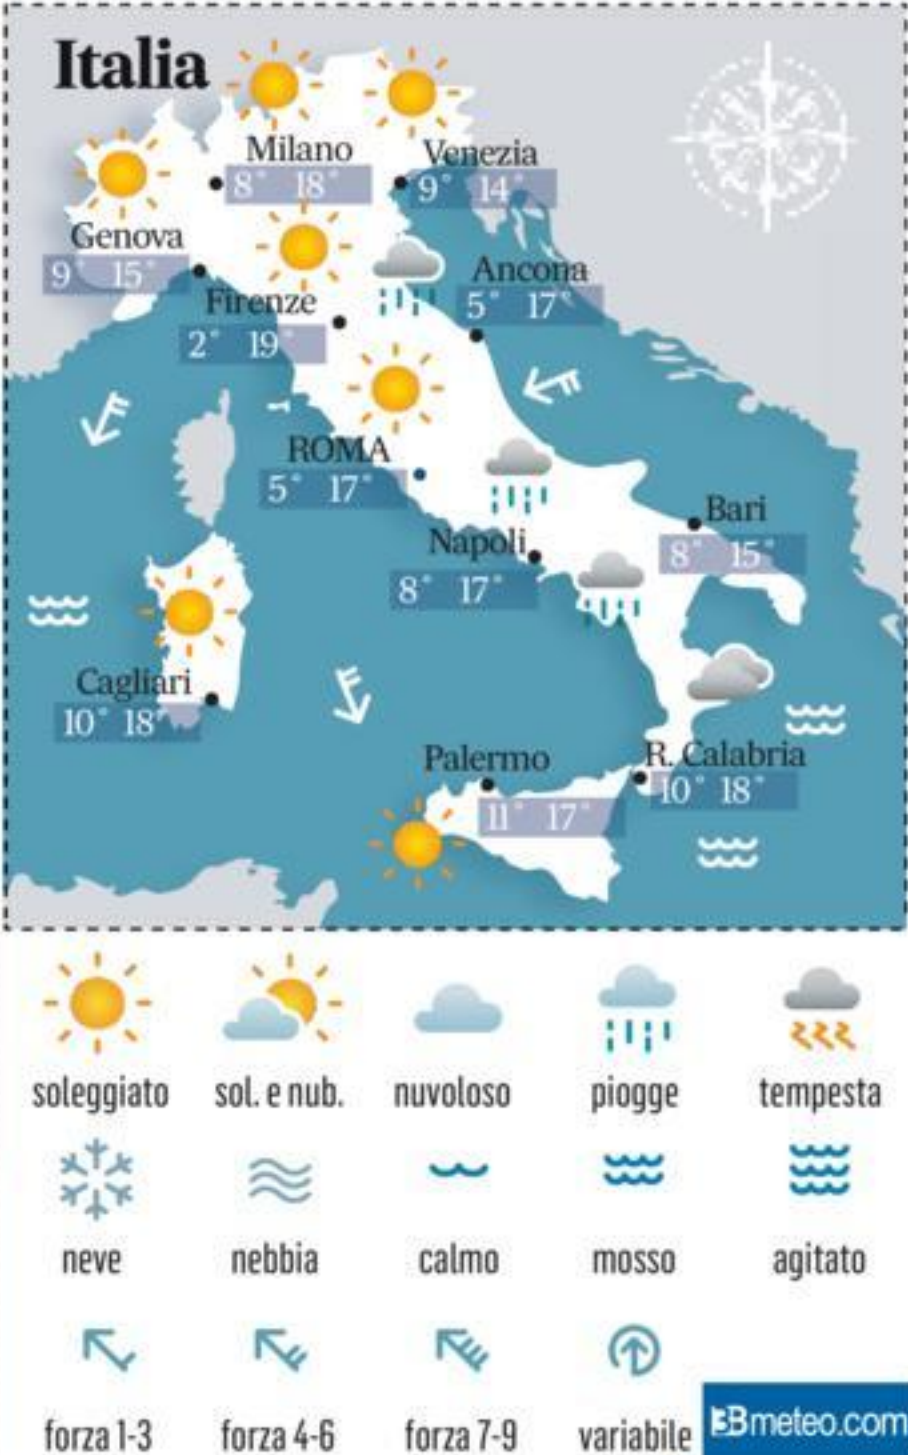 Italia
Milano
8° 18°
Venezia
9° 14°
Genova
9° 15°
Ancona
5° 17°
Firenze
2° 19°
ROMA
5° 17°
Bari
8° 15°
Napoli
8° 17°
Cagliari
10° 18°
Palermo
11° 17°
R. Calabria
10° 18°
soleggiato sol. e nub. nuvoloso piogge tempesta
neve nebbia calmo mosso agitato
forza 1-3 forza 4-6 forza 7-9 variabile
3Bmeteo.com